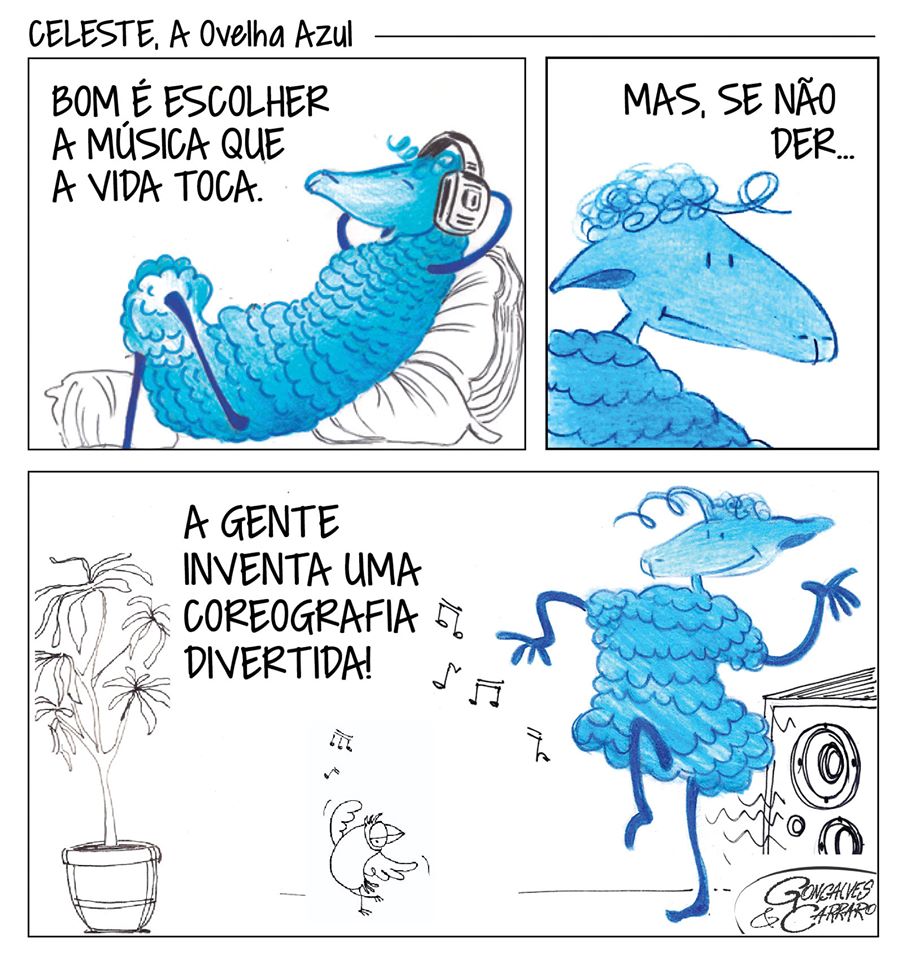 CELESTE, A Ovelha Azul
BOM É ESCOLHER
A MÚSICA QUE
A VIDA TOCA.
MAS, SE NÃO
DER...
A GENTE
INVENTA UMA
COREOGRAFIA
DIVERTIDA!
GONÇALVES
& CARRARO